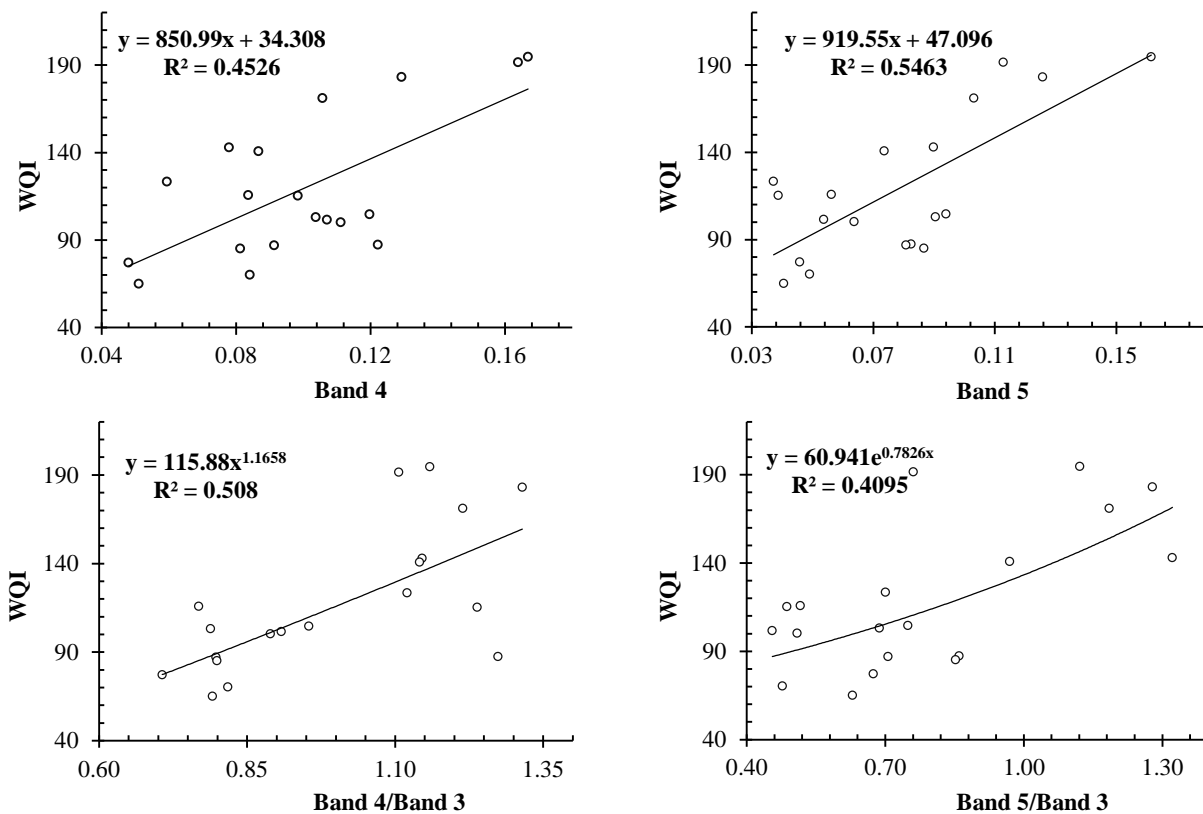 y = 850.99x + 34.308
R² = 0.4526
190
140
90
40
WQI
0.04 0.08 0.12 0.16
Band 4
y = 919.55x + 47.096
R² = 0.5463
190
140
90
40
WQI
0.03 0.07 0.11 0.15
Band 5
y = 115.88x^1.1658
R² = 0.508
190
140
90
40
WQI
0.60 0.85 1.10 1.35
Band 4/Band 3
y = 60.941e^0.7826x
R² = 0.4095
190
140
90
40
WQI
0.40 0.70 1.00 1.30
Band 5/Band 3